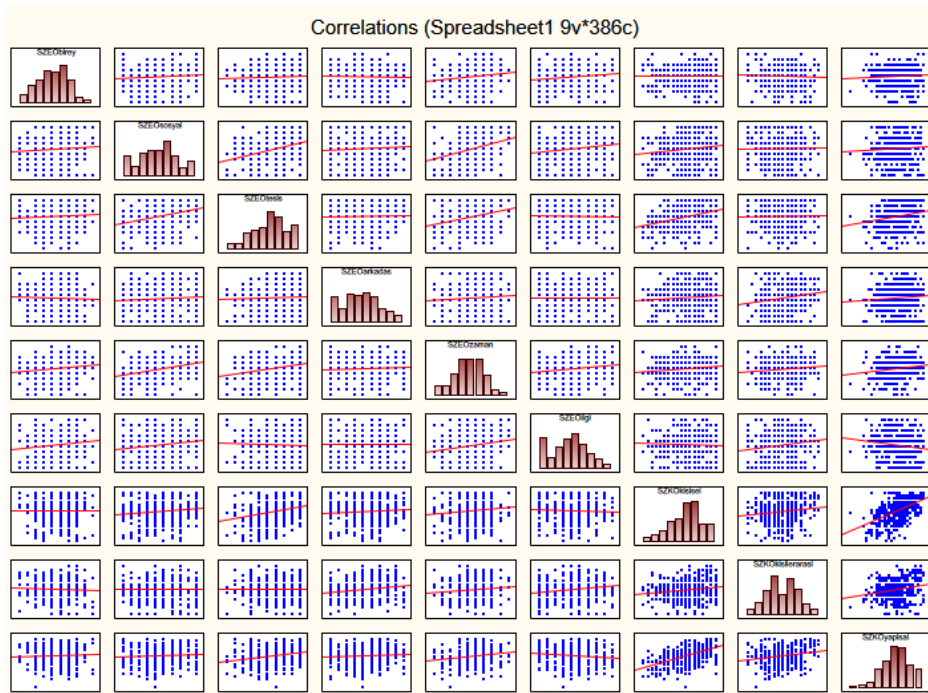 Correlations (Spreadsheet1 9v*386c)
SZEObirey
SZEOsosyal
SZEOtesis
SZEOarkadas
SZEOzaman
SZEOilgi
SZKOkisisel
SZKOkisilerarasi
SZKOyapisal